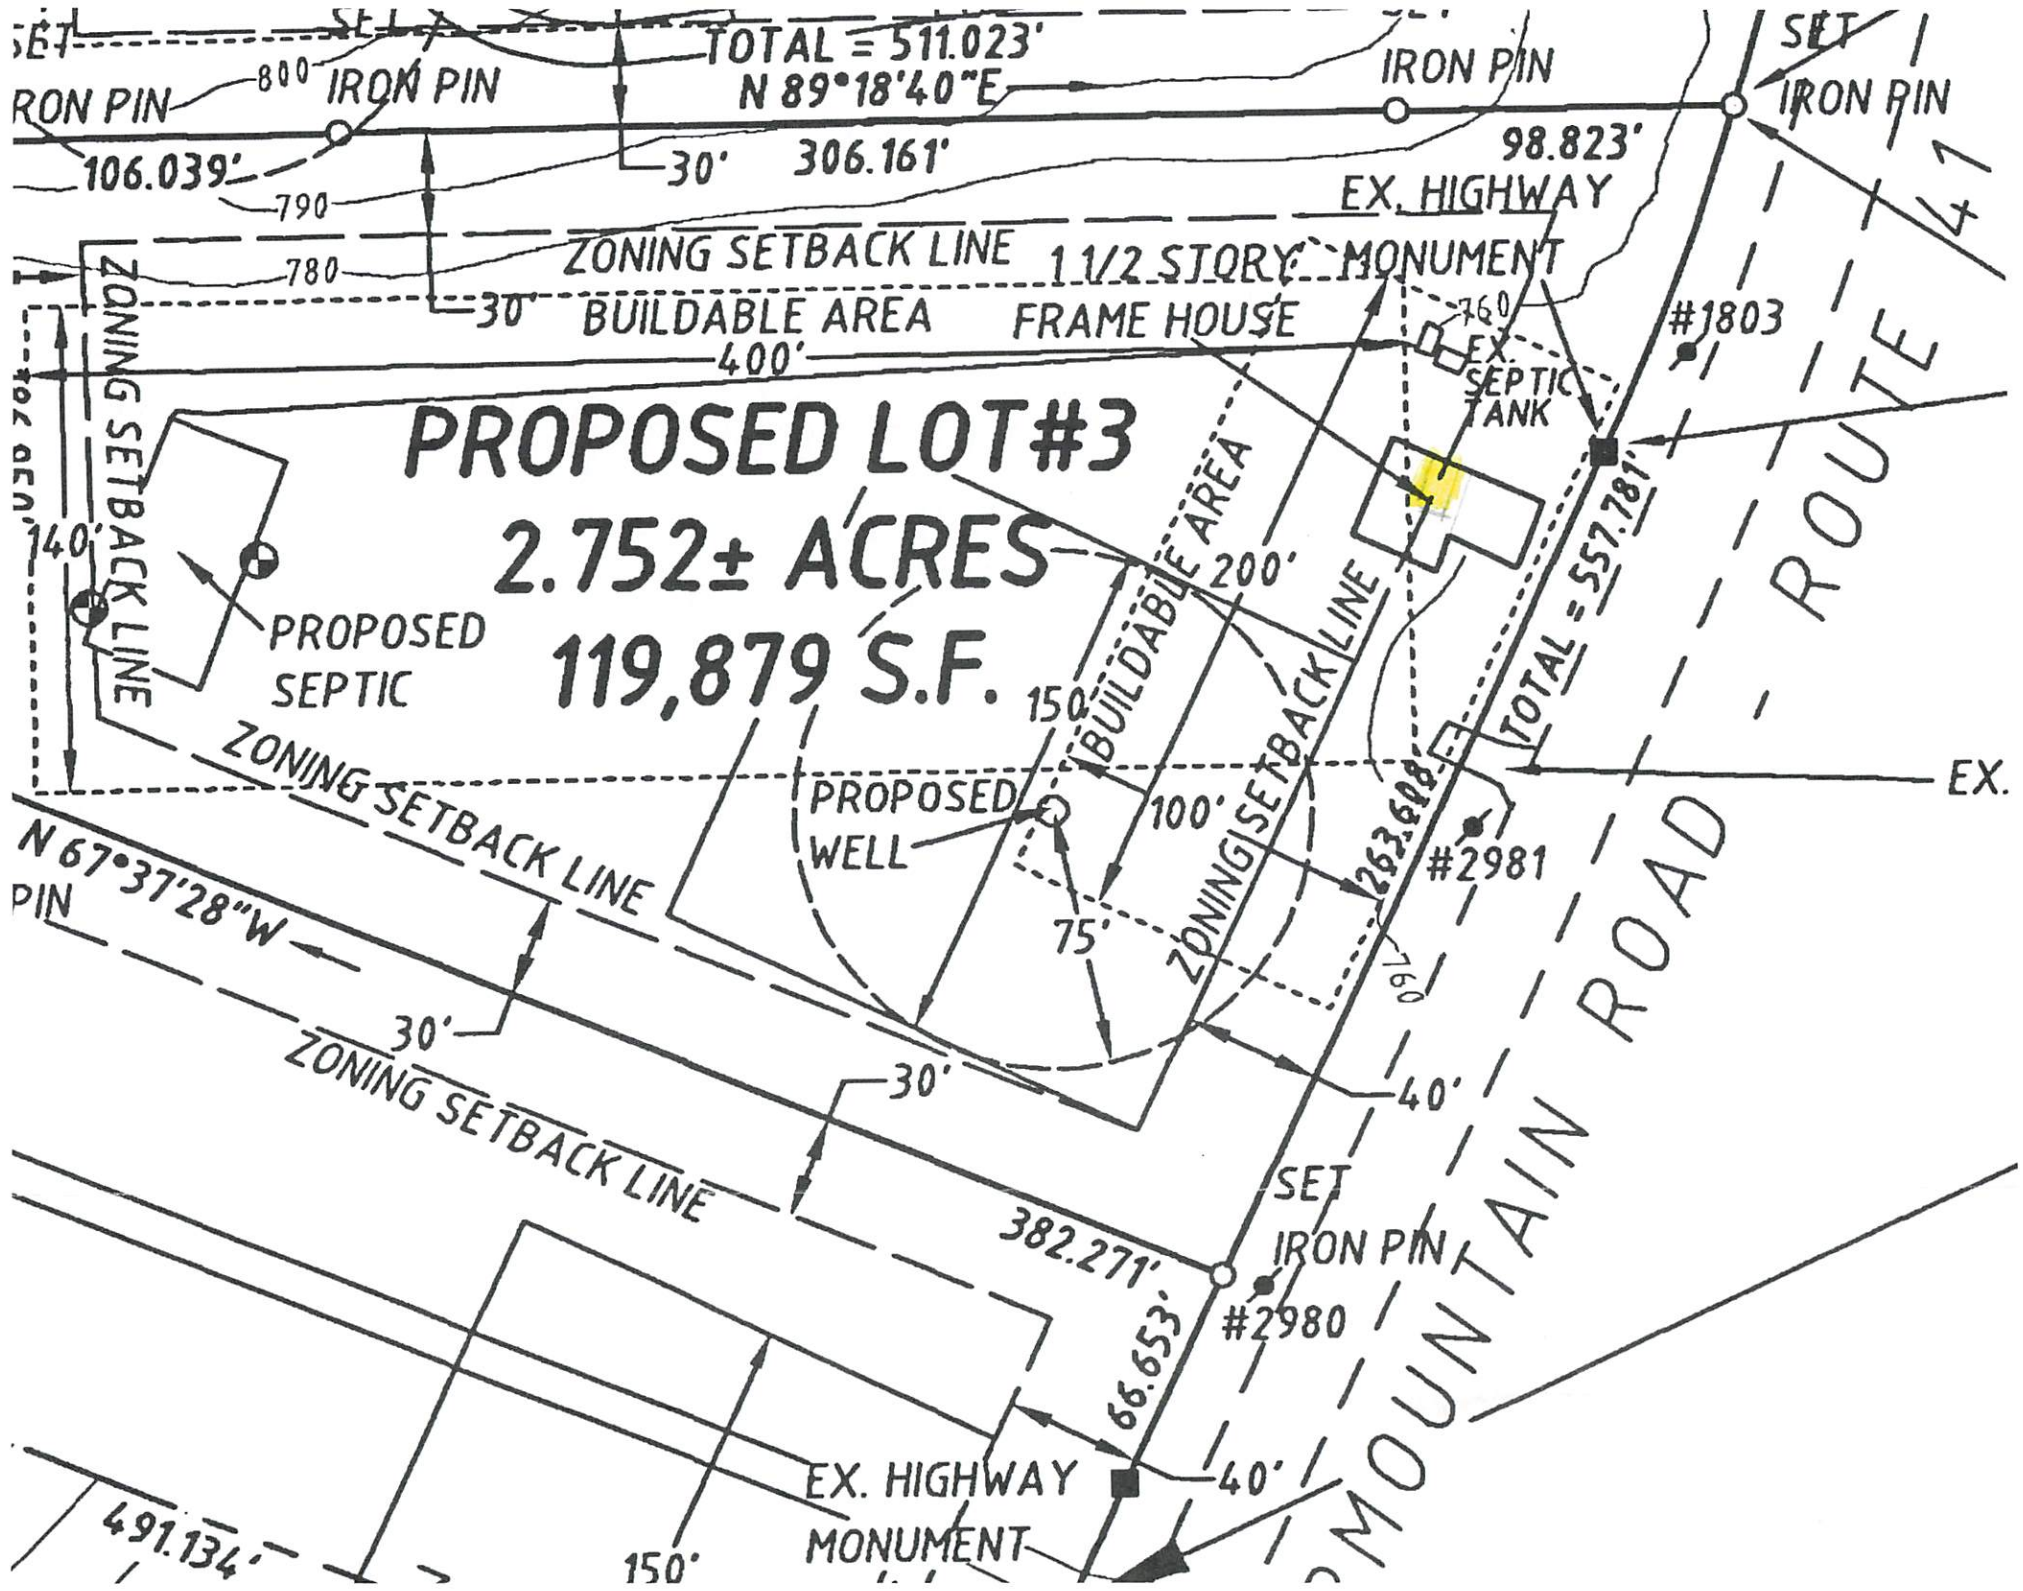 SET
TOTAL = 511.023'
SET
800
IRON PIN
N 89°18'40"E
IRON PIN
IRON PIN
106.039'
30'
306.161'
98.823'
790
EX. HIGHWAY
ZONING SETBACK LINE
1 1/2 STORY
MONUMENT
780
30'
BUILDABLE AREA
FRAME HOUSE
760
#1803
400'
EX.
SEPTIC
TANK
ZONING SETBACK LINE
PROPOSED LOT #3
2.752± ACRES
119,879 S.F.
140'
PROPOSED
SEPTIC
BUILDABLE AREA
BUILDABLE AREA
200'
150'
ZONING SETBACK LINE
ZONING SETBACK LINE
TOTAL = 557.781'
ROUTE 41
ZONING SETBACK LINE
PROPOSED
WELL
100'
263.608'
EX.
#2981
N 67°37'28"W
PIN
75'
760
30'
ZONING SETBACK LINE
30'
40'
SET
IRON PIN
382.271'
#2980
66.653'
MOUNTAIN ROAD -
EX. HIGHWAY
MONUMENT
40'
491.134'
150'